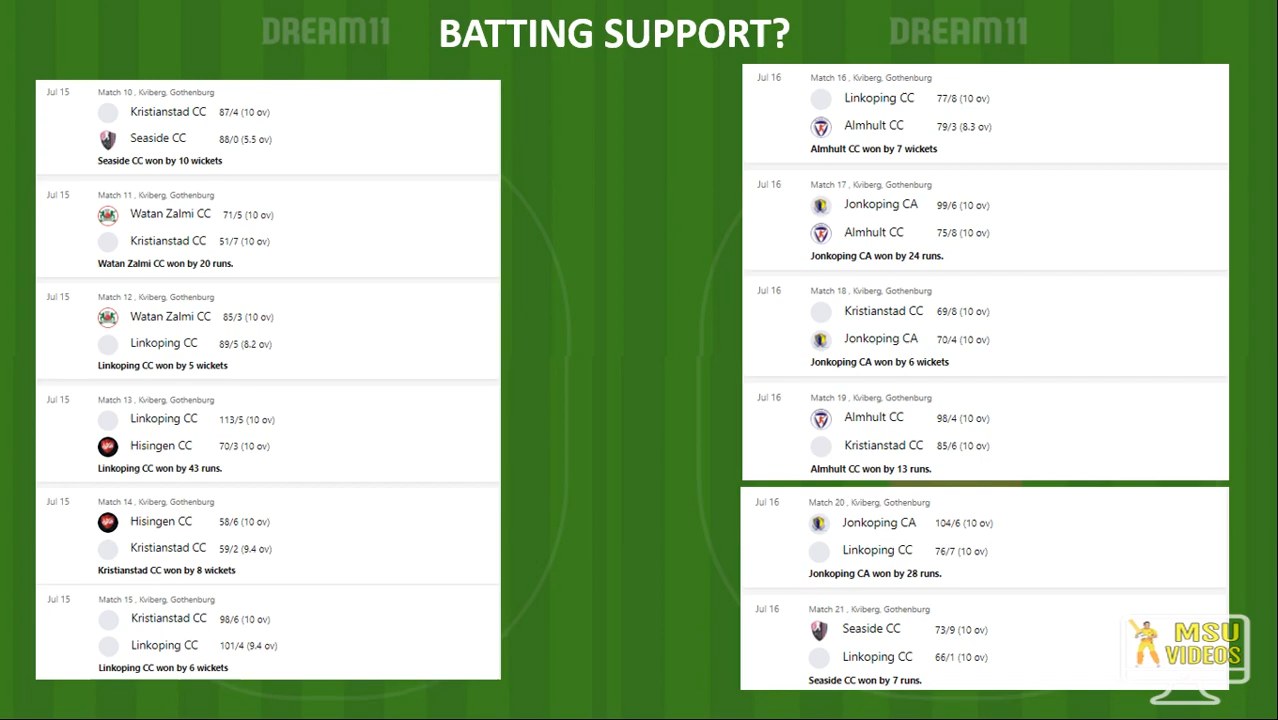 DREAM11
BATTING SUPPORT?
DREAM11
Jul 15
Match 10 , Kviberg, Gothenburg
Kristianstad CC 87/4 (10 ov)
Seaside CC 88/0 (5.5 ov)
Seaside CC won by 10 wickets
Jul 15
Match 11 , Kviberg, Gothenburg
Watan Zalmi CC 71/5 (10 ov)
Kristianstad CC 51/7 (10 ov)
Watan Zalmi CC won by 20 runs.
Jul 15
Match 12 , Kviberg, Gothenburg
Watan Zalmi CC 85/3 (10 ov)
Linkoping CC 89/5 (8.2 ov)
Linkoping CC won by 5 wickets
Jul 15
Match 13 , Kviberg, Gothenburg
Linkoping CC 113/5 (10 ov)
Hisingen CC 70/3 (10 ov)
Linkoping CC won by 43 runs.
Jul 15
Match 14 , Kviberg, Gothenburg
Hisingen CC 58/6 (10 ov)
Kristianstad CC 59/2 (9.4 ov)
Kristianstad CC won by 8 wickets
Jul 15
Match 15 , Kviberg, Gothenburg
Kristianstad CC 98/6 (10 ov)
Linkoping CC 101/4 (9.4 ov)
Linkoping CC won by 6 wickets
Jul 16
Match 16 , Kviberg, Gothenburg
Linkoping CC 77/8 (10 ov)
Almhult CC 79/3 (8.3 ov)
Almhult CC won by 7 wickets
Jul 16
Match 17 , Kviberg, Gothenburg
Jonkoping CA 99/6 (10 ov)
Almhult CC 75/8 (10 ov)
Jonkoping CA won by 24 runs.
Jul 16
Match 18 , Kviberg, Gothenburg
Kristianstad CC 69/8 (10 ov)
Jonkoping CA 70/4 (10 ov)
Jonkoping CA won by 6 wickets
Jul 16
Match 19 , Kviberg, Gothenburg
Almhult CC 98/4 (10 ov)
Kristianstad CC 85/6 (10 ov)
Almhult CC won by 13 runs.
Jul 16
Match 20 , Kviberg, Gothenburg
Jonkoping CA 104/6 (10 ov)
Linkoping CC 76/7 (10 ov)
Jonkoping CA won by 28 runs.
Jul 16
Match 21 , Kviberg, Gothenburg
Seaside CC 73/9 (10 ov)
Linkoping CC 66/1 (10 ov)
Seaside CC won by 7 runs.
MSU
VIDEOS